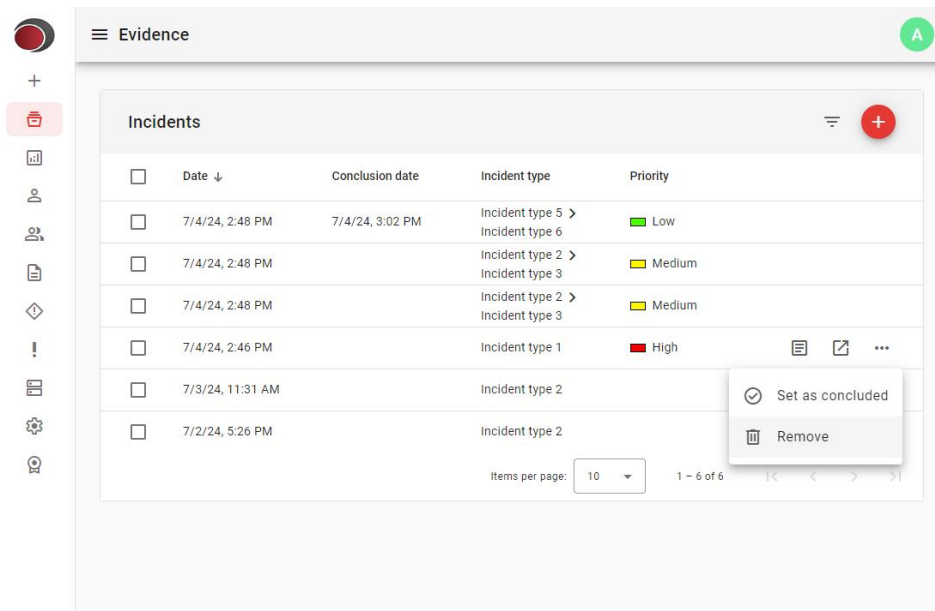 Evidence
A
Incidents
+
Date ↓ Conclusion date Incident type Priority
7/4/24, 2:48 PM 7/4/24, 3:02 PM Incident type 5 > Low
Incident type 6
7/4/24, 2:48 PM Incident type 2 > Medium
Incident type 3
7/4/24, 2:48 PM Incident type 2 > Medium
Incident type 3
7/4/24, 2:46 PM Incident type 1 High
7/3/24, 11:31 AM Incident type 2
Set as concluded
7/2/24, 5:26 PM Incident type 2
Remove
Items per page: 10 1 – 6 of 6